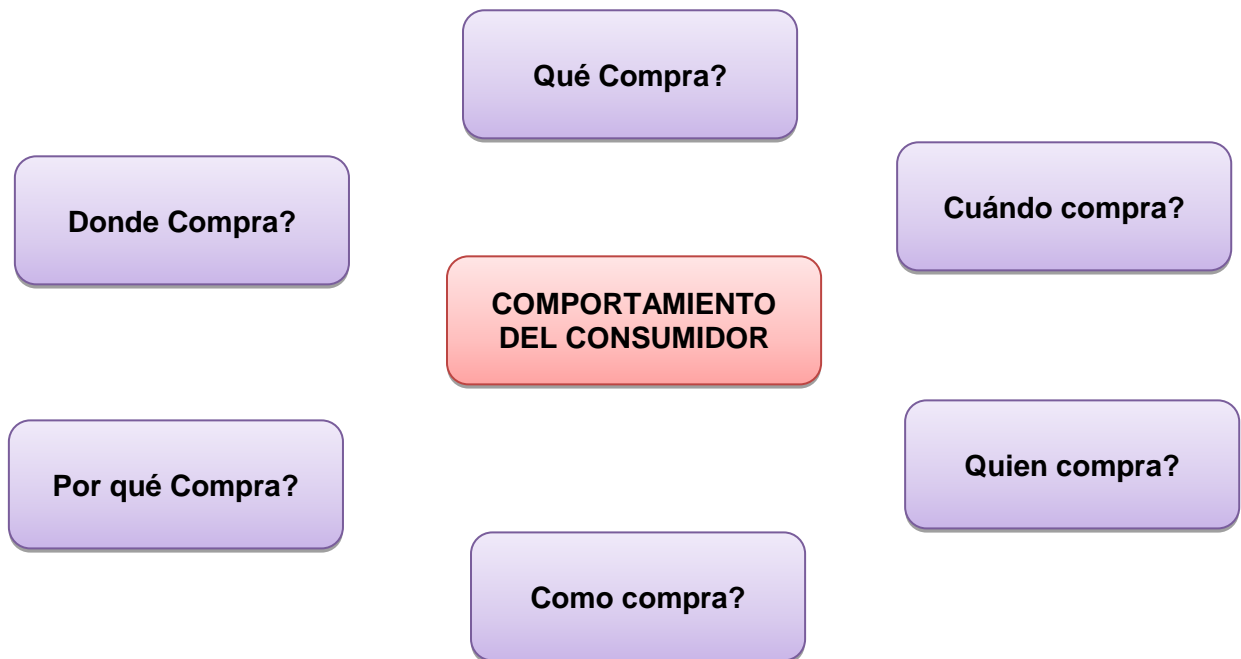 Qué Compra?
Cuándo compra?
Donde Compra?
COMPORTAMIENTO
DEL CONSUMIDOR
Quien compra?
Por qué Compra?
Como compra?